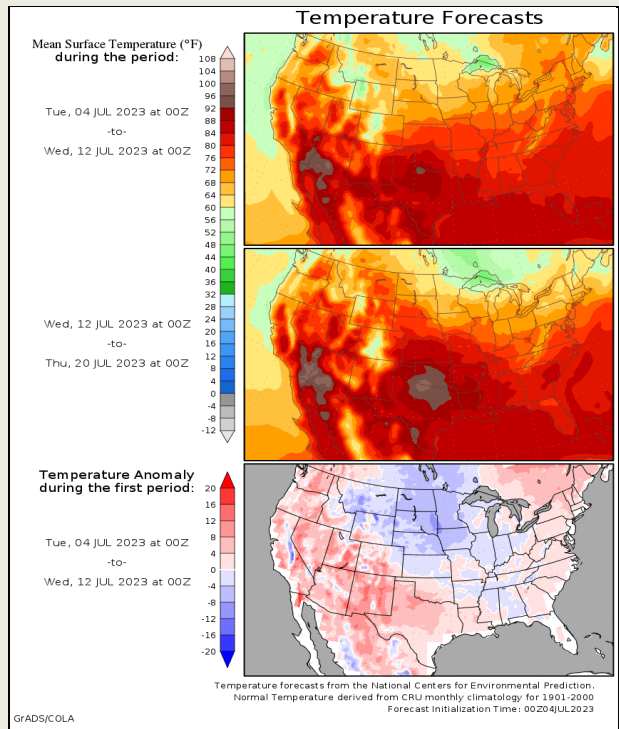 Temperature Forecasts
Mean Surface Temperature (°F)
during the period:
Tue, 04 JUL 2023 at 00Z
-to-
Wed, 12 JUL 2023 at 00Z
108
104
100
96
92
88
84
80
76
72
68
64
60
56
52
48
44
40
36
32
28
24
20
16
12
8
4
0
-4
-8
-12
Wed, 12 JUL 2023 at 00Z
-to-
Thu, 20 JUL 2023 at 00Z
Temperature Anomaly
during the first period:
Tue, 04 JUL 2023 at 00Z
-to-
Wed, 12 JUL 2023 at 00Z
20
16
12
8
4
0
-4
-8
-12
-16
-20
Temperature forecasts from the National Centers for Environmental Prediction.
Normal Temperature derived from CRU monthly climatology for 1901-2000
Forecast Initialization Time: 00Z04JUL2023
GrADS/COLA